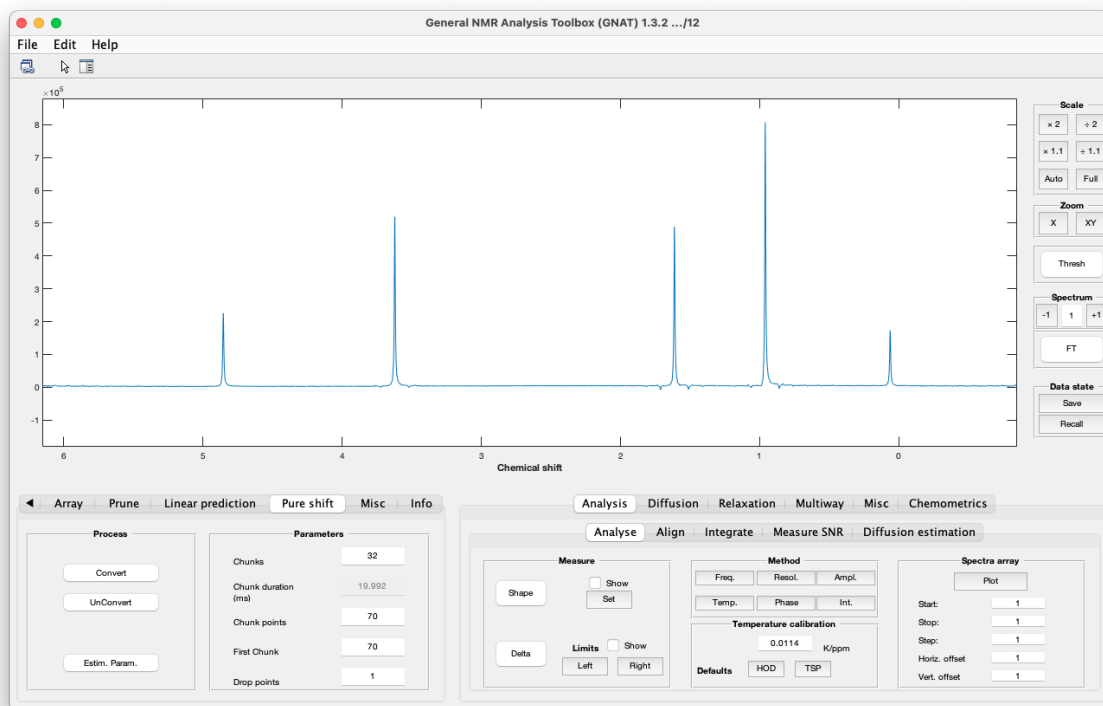 General NMR Analysis Toolbox (GNAT) 1.3.2 .../12
File Edit Help
×10⁵
8
7
6
5
4
3
2
1
0
-1
6 5 4 3 2 1 0
Chemical shift
Scale
× 2 ÷ 2
× 1.1 ÷ 1.1
Auto Full
Zoom
X XY
Thresh
Spectrum
-1 1 +1
FT
Data state
Save
Recall
◀ Array Prune Linear prediction Pure shift Misc Info
Process
Convert
UnConvert
Estim. Param.
Parameters
Chunks 32
Chunk duration 19.992
(ms)
Chunk points 70
First Chunk 70
Drop points 1
Analysis Diffusion Relaxation Multiway Misc Chemometrics
Analyse Align Integrate Measure SNR Diffusion estimation
Measure
Shape Show
Set
Delta Limits Show
Left Right
Method
Freq. Resol. Ampl.
Temp. Phase Int.
Temperature calibration
0.0114 K/ppm
Defaults HOD TSP
Spectra array
Plot
Start: 1
Stop: 1
Step: 1
Horiz. offset 1
Vert. offset 1